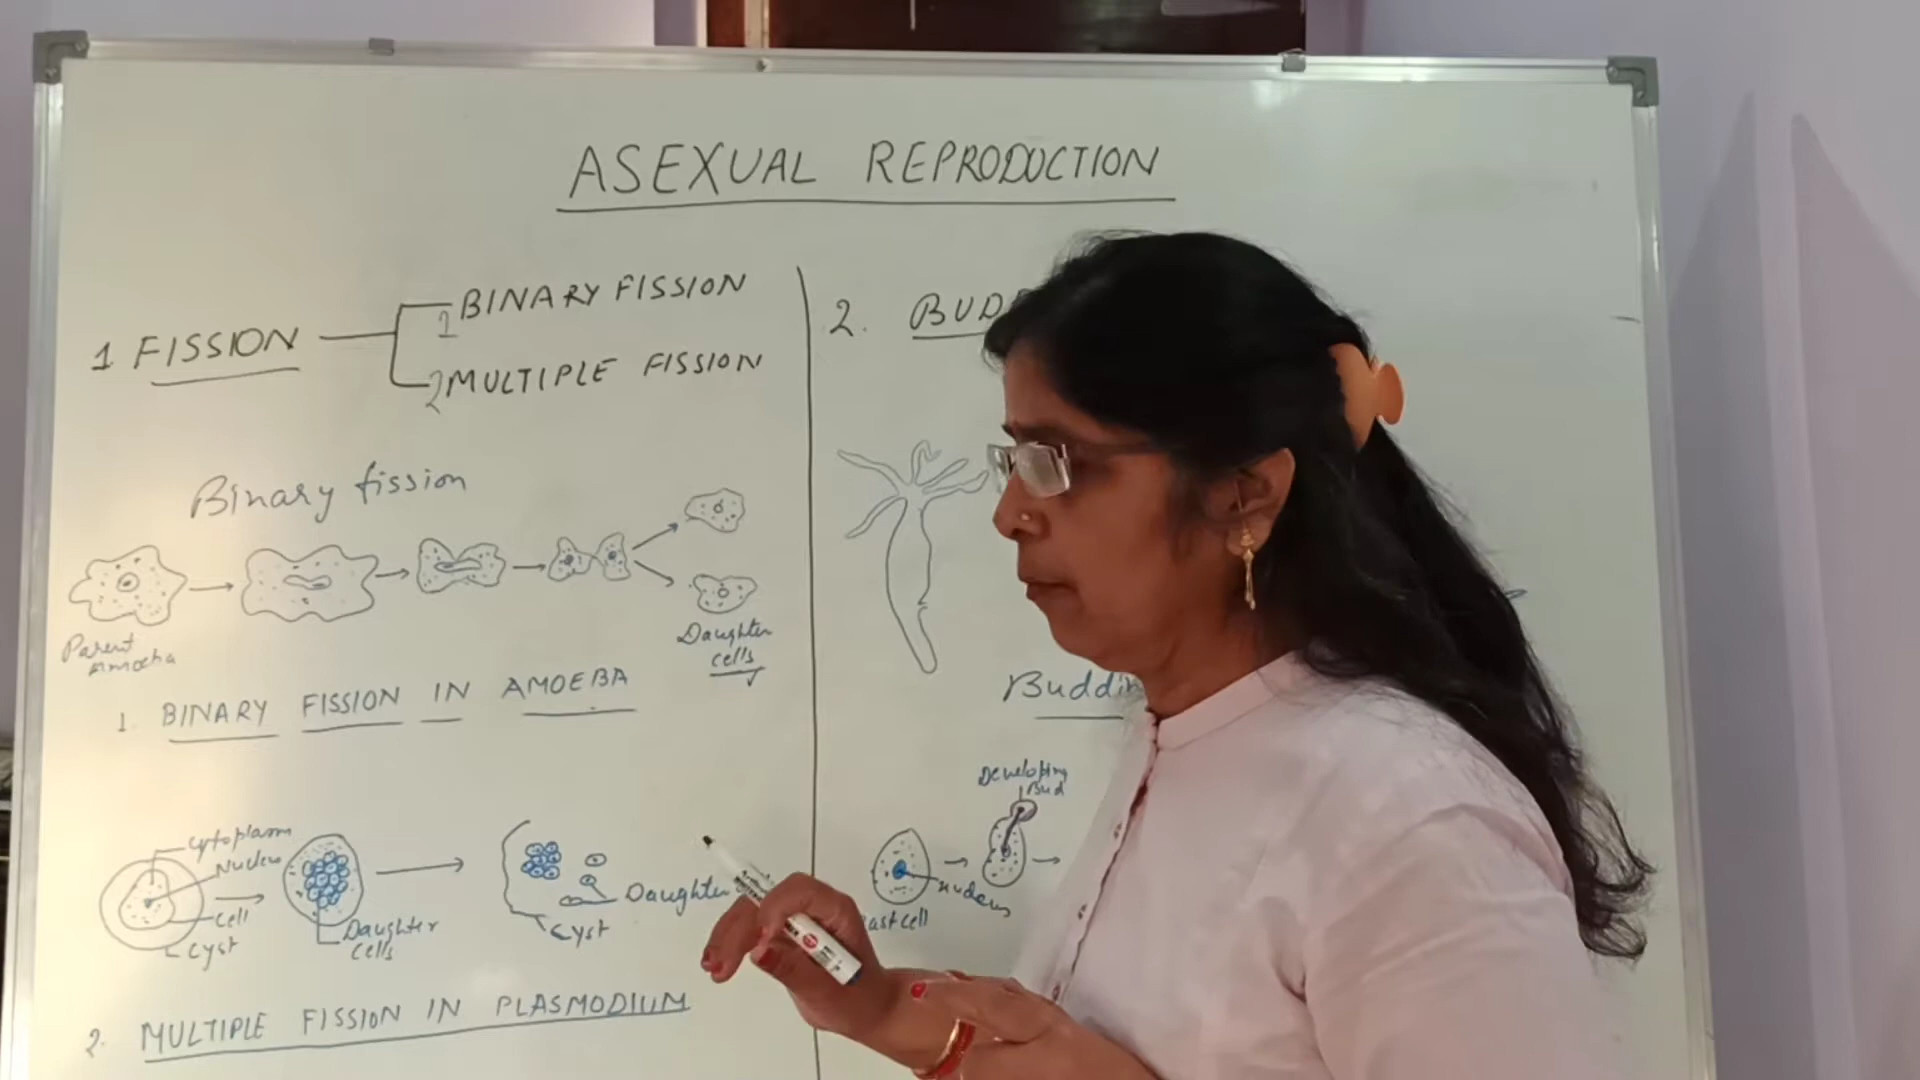 ASEXUAL REPRODUCTION
1 FISSION
1 BINARY FISSION
2 MULTIPLE FISSION
Binary fission
Parent
Amoeba
Daughter
cells
1. BINARY FISSION IN AMOEBA
cytoplasm
Nucleus
cell
cyst
Daughter
cells
Daughter
cyst
2. MULTIPLE FISSION IN PLASMODIUM
2. BUD
Buddin
Developing
Bud
nucleus
ast cell